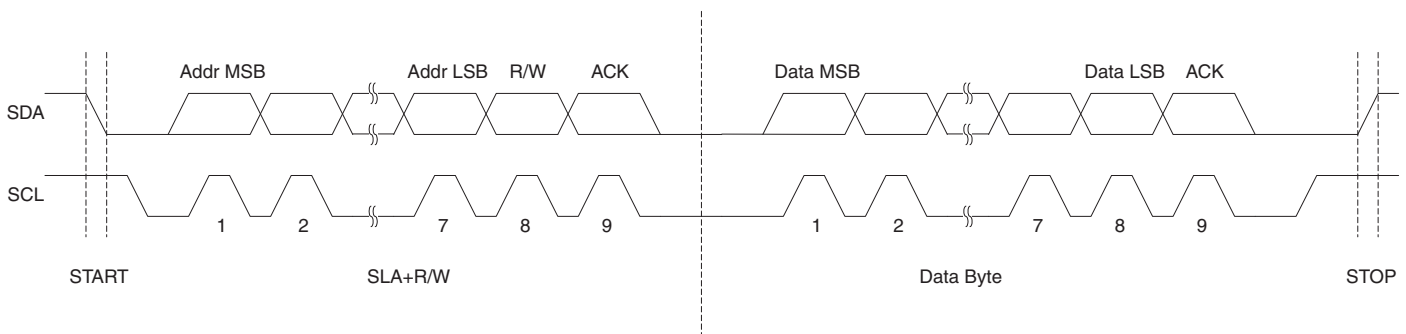 Addr MSB Addr LSB R/W ACK Data MSB Data LSB ACK
SDA
SCL
1 2 7 8 9 1 2 7 8 9
START SLA+R/W Data Byte STOP